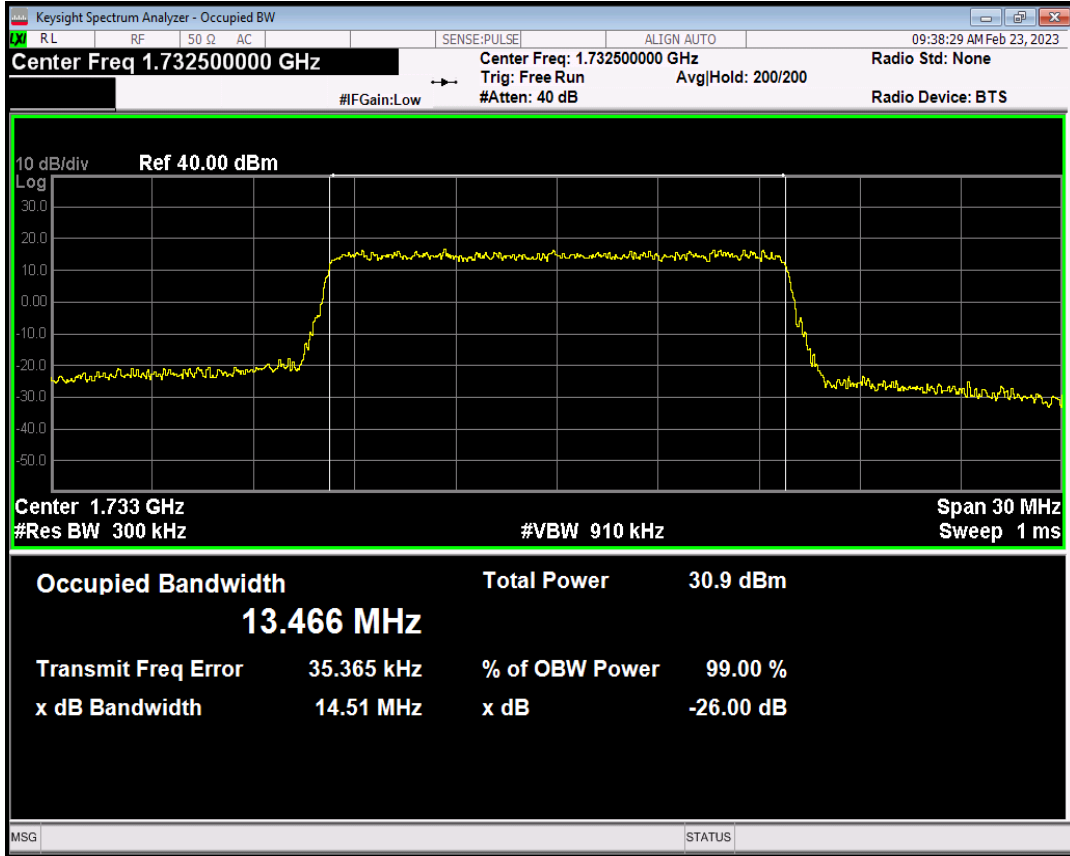 Keysight Spectrum Analyzer - Occupied BW
LXI RL RF 50 Ω AC SENSE:PULSE ALIGN AUTO 09:38:29 AM Feb 23, 2023
Center Freq 1.732500000 GHz
Center Freq: 1.732500000 GHz
Radio Std: None
Trig: Free Run Avg|Hold: 200/200
#IFGain:Low
#Atten: 40 dB
Radio Device: BTS
10 dB/div Ref 40.00 dBm
Log
30.0
20.0
10.0
0.00
-10.0
-20.0
-30.0
-40.0
-50.0
Center 1.733 GHz Span 30 MHz
#Res BW 300 kHz #VBW 910 kHz Sweep 1 ms
Occupied Bandwidth Total Power 30.9 dBm
13.466 MHz
Transmit Freq Error 35.365 kHz % of OBW Power 99.00 %
x dB Bandwidth 14.51 MHz x dB -26.00 dB
MSG STATUS